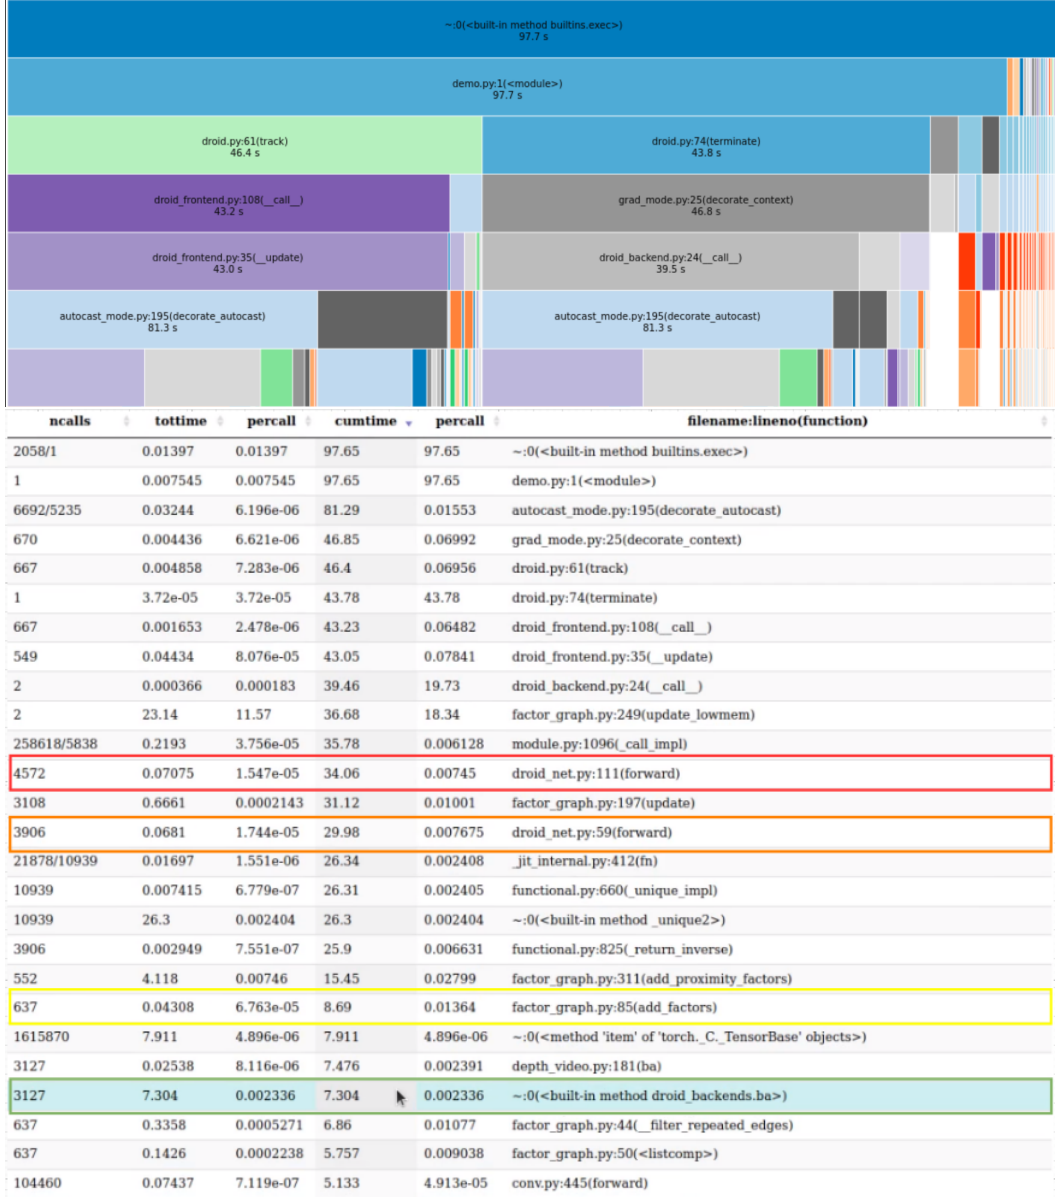 ~:0(<built-in method builtins.exec>)
97.7 s
demo.py:1(<module>)
97.7 s
droid.py:61(track)
46.4 s
droid.py:74(terminate)
43.8 s
droid_frontend.py:108(__call__)
43.2 s
grad_mode.py:25(decorate_context)
46.8 s
droid_frontend.py:35(__update)
43.0 s
droid_backend.py:24(__call__)
39.5 s
autocast_mode.py:195(decorate_autocast)
81.3 s
autocast_mode.py:195(decorate_autocast)
81.3 s
ncalls tottime percall cumtime percall filename:lineno(function)
2058/1 0.01397 0.01397 97.65 97.65 ~:0(<built-in method builtins.exec>)
1 0.007545 0.007545 97.65 97.65 demo.py:1(<module>)
6692/5235 0.03244 6.196e-06 81.29 0.01553 autocast_mode.py:195(decorate_autocast)
670 0.004436 6.621e-06 46.85 0.06992 grad_mode.py:25(decorate_context)
667 0.004858 7.283e-06 46.4 0.06956 droid.py:61(track)
1 3.72e-05 3.72e-05 43.78 43.78 droid.py:74(terminate)
667 0.001653 2.478e-06 43.23 0.06482 droid_frontend.py:108(__call__)
549 0.04434 8.076e-05 43.05 0.07841 droid_frontend.py:35(__update)
2 0.000366 0.000183 39.46 19.73 droid_backend.py:24(__call__)
2 23.14 11.57 36.68 18.34 factor_graph.py:249(update_lowmem)
258618/5838 0.2193 3.756e-05 35.78 0.006128 module.py:1096(_call_impl)
4572 0.07075 1.547e-05 34.06 0.00745 droid_net.py:111(forward)
3108 0.6661 0.0002143 31.12 0.01001 factor_graph.py:197(update)
3906 0.0681 1.744e-05 29.98 0.007675 droid_net.py:59(forward)
21878/10939 0.01697 1.551e-06 26.34 0.002408 _jit_internal.py:412(fn)
10939 0.007415 6.779e-07 26.31 0.002405 functional.py:660(_unique_impl)
10939 26.3 0.002404 26.3 0.002404 ~:0(<built-in method _unique2>)
3906 0.002949 7.551e-07 25.9 0.006631 functional.py:825(_return_inverse)
552 4.118 0.00746 15.45 0.02799 factor_graph.py:311(add_proximity_factors)
637 0.04308 6.763e-05 8.69 0.01364 factor_graph.py:85(add_factors)
1615870 7.911 4.896e-06 7.911 4.896e-06 ~:0(<method 'item' of 'torch._C._TensorBase' objects>)
3127 0.02538 8.116e-06 7.476 0.002391 depth_video.py:181(ba)
3127 7.304 0.002336 7.304 0.002336 ~:0(<built-in method droid_backends.ba>)
637 0.3358 0.0005271 6.86 0.01077 factor_graph.py:44(__filter_repeated_edges)
637 0.1426 0.0002238 5.757 0.009038 factor_graph.py:50(<listcomp>)
104460 0.07437 7.119e-07 5.133 4.913e-05 conv.py:445(forward)